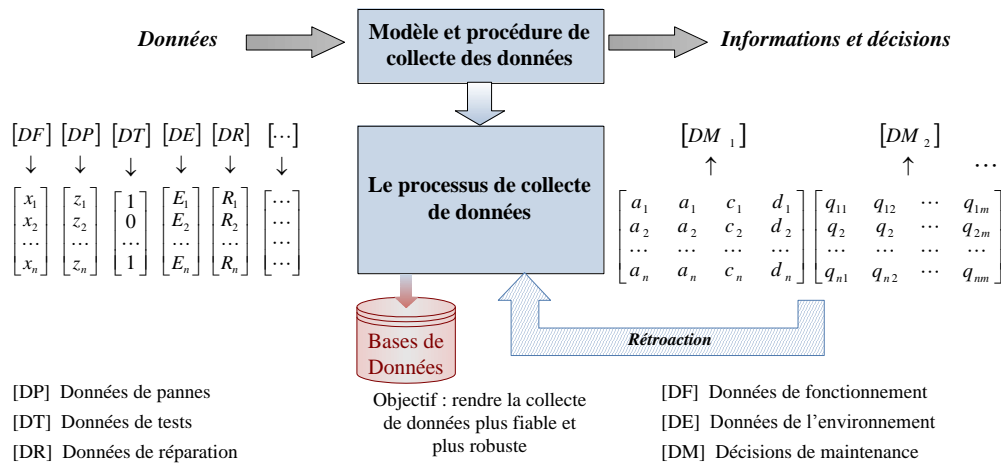 Données
Modèle et procédure de
collecte des données
Informations et décisions
[DF] [DP] [DT] [DE] [DR] [⋯]
↓ ↓ ↓ ↓ ↓ ↓
x₁ z₁ 1 E₁ R₁ ⋯
x₂ z₂ 0 E₂ R₂ ⋯
⋯ ⋯ ⋯ ⋯ ⋯ ⋯
xₙ zₙ 1 Eₙ Rₙ ⋯
Le processus de collecte
de données
[DM ₁] [DM ₂] ⋯
↑ ↑
a₁ a₁ c₁ d₁ q₁₁ q₁₂ ⋯ q₁ₘ
a₂ a₂ c₂ d₂ q₂ q₂ ⋯ q₂ₘ
⋯ ⋯ ⋯ ⋯ ⋯ ⋯ ⋯ ⋯
aₙ aₙ cₙ dₙ qₙ₁ qₙ₂ ⋯ qₙₘ
Rétroaction
Bases de
Données
Objectif : rendre la collecte
de données plus fiable et
plus robuste
[DP] Données de pannes
[DT] Données de tests
[DR] Données de réparation
[DF] Données de fonctionnement
[DE] Données de l’environnement
[DM] Décisions de maintenance